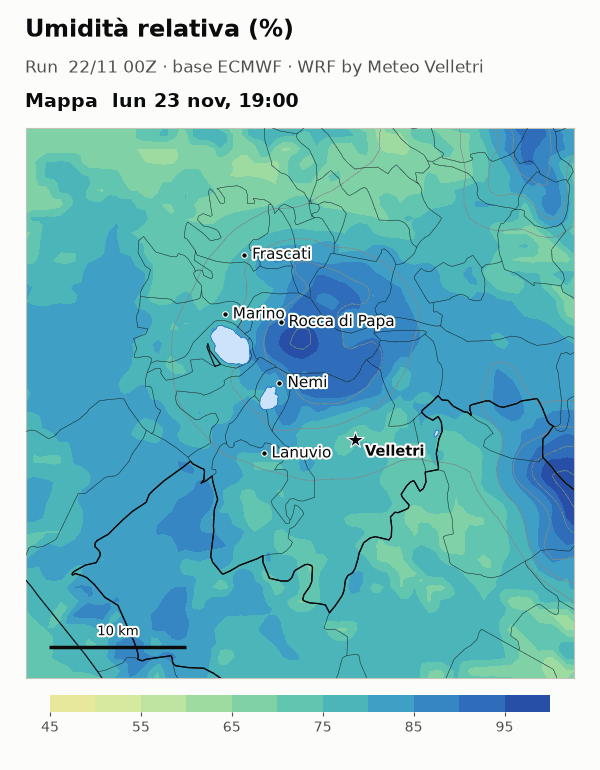 Umidità relativa (%)
Run  22/11 00Z · base ECMWF · WRF by Meteo Velletri
Mappa  lun 23 nov, 19:00
Frascati
Marino
Rocca di Papa
Nemi
Velletri
Lanuvio
10 km
45 55 65 75 85 95